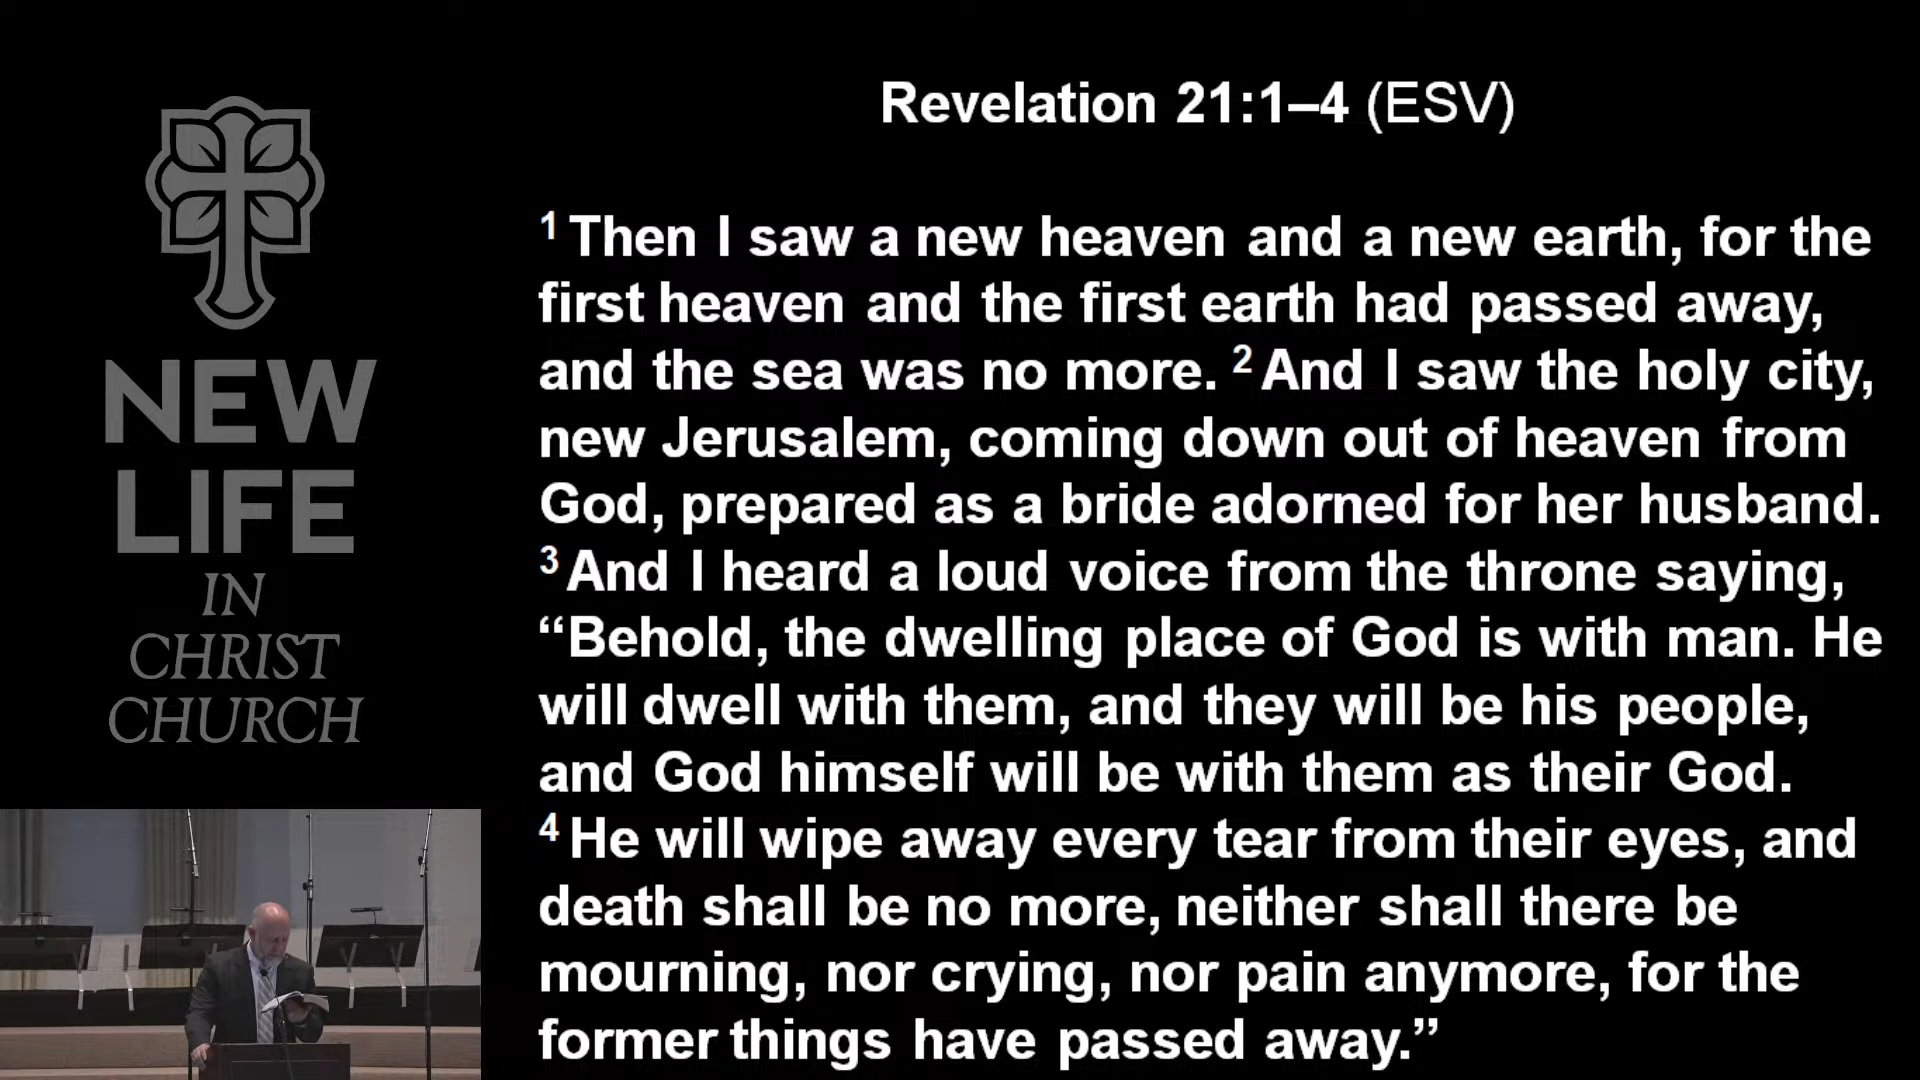 NEW
LIFE
IN
CHRIST
CHURCH
Revelation 21:1–4 (ESV)
1 Then I saw a new heaven and a new earth, for the
first heaven and the first earth had passed away,
and the sea was no more. 2 And I saw the holy city,
new Jerusalem, coming down out of heaven from
God, prepared as a bride adorned for her husband.
3 And I heard a loud voice from the throne saying,
“Behold, the dwelling place of God is with man. He
will dwell with them, and they will be his people,
and God himself will be with them as their God.
4 He will wipe away every tear from their eyes, and
death shall be no more, neither shall there be
mourning, nor crying, nor pain anymore, for the
former things have passed away.”